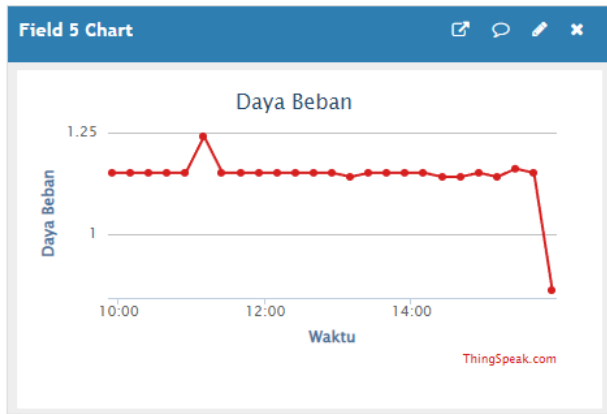 Field 5 Chart
Daya Beban
1.25
Daya Beban
1
10:00 12:00 14:00
Waktu
ThingSpeak.com